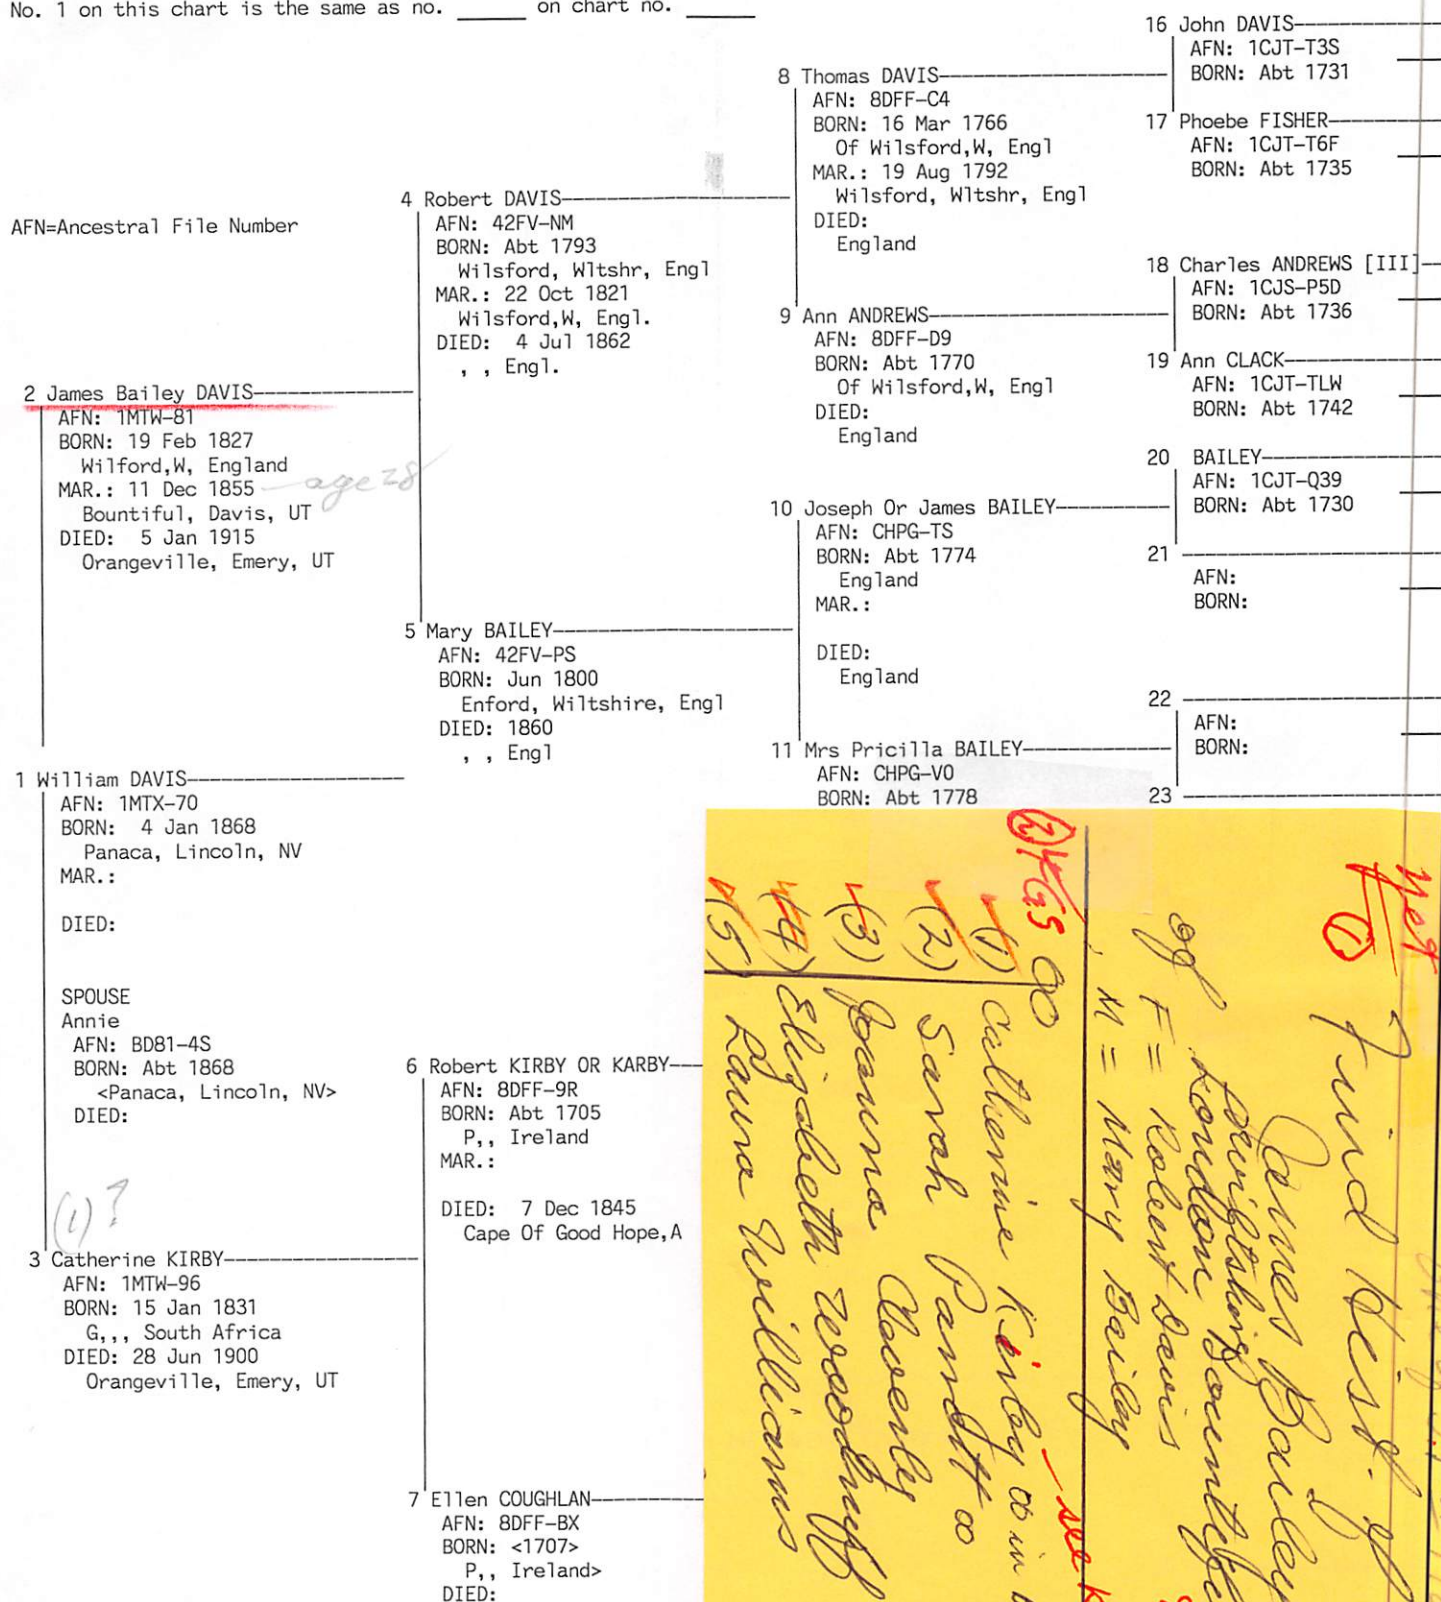 No. 1 on this chart is the same as no. _____ on chart no. _____
16 John DAVIS
AFN: 1CJT-T3S
BORN: Abt 1731
8 Thomas DAVIS
AFN: 8DFF-C4
BORN: 16 Mar 1766
Of Wilsford,W, Engl
MAR.: 19 Aug 1792
Wilsford, Wltshr, Engl
DIED:
England
17 Phoebe FISHER
AFN: 1CJT-T6F
BORN: Abt 1735
4 Robert DAVIS
AFN: 42FV-NM
BORN: Abt 1793
Wilsford, Wltshr, Engl
MAR.: 22 Oct 1821
Wilsford,W, Engl.
DIED: 4 Jul 1862
, , Engl.
AFN=Ancestral File Number
18 Charles ANDREWS [III]
AFN: 1CJS-P5D
BORN: Abt 1736
9 Ann ANDREWS
AFN: 8DFF-D9
BORN: Abt 1770
Of Wilsford,W, Engl
DIED:
England
19 Ann CLACK
AFN: 1CJT-TLW
BORN: Abt 1742
2 James Bailey DAVIS
AFN: 1MTW-81
BORN: 19 Feb 1827
Wilford,W, England
MAR.: 11 Dec 1855 - age 28
Bountiful, Davis, UT
DIED: 5 Jan 1915
Orangeville, Emery, UT
20 BAILEY
AFN: 1CJT-Q39
BORN: Abt 1730
10 Joseph Or James BAILEY
AFN: CHPG-TS
BORN: Abt 1774
England
MAR.:
DIED:
England
21
AFN:
BORN:
5 Mary BAILEY
AFN: 42FV-PS
BORN: Jun 1800
Enford, Wiltshire, Engl
DIED: 1860
, , Engl
22
AFN:
BORN:
11 Mrs Pricilla BAILEY
AFN: CHPG-V0
BORN: Abt 1778
23
1 William DAVIS
AFN: 1MTX-70
BORN: 4 Jan 1868
Panaca, Lincoln, NV
MAR.:
DIED:
SPOUSE
Annie
AFN: BD81-4S
BORN: Abt 1868
<Panaca, Lincoln, NV>
DIED:
6 Robert KIRBY OR KARBY
AFN: 8DFF-9R
BORN: Abt 1705
P,, Ireland
MAR.:
DIED: 7 Dec 1845
Cape Of Good Hope,A
(1)?
3 Catherine KIRBY
AFN: 1MTW-96
BORN: 15 Jan 1831
G,,, South Africa
DIED: 28 Jun 1900
Orangeville, Emery, UT
7 Ellen COUGHLAN
AFN: 8DFF-BX
BORN: <1707>
P,, Ireland>
DIED:
Yet
① Find Hist. of
James Bailey
of London Bountiful
F = Robert Davis
M = Mary Bailey
② FGS
(1) Catherine Kirby ∞ in - see
(2) Sarah ∞
(3)
(4) Elizabeth Woodruff
(5) Laura Williams